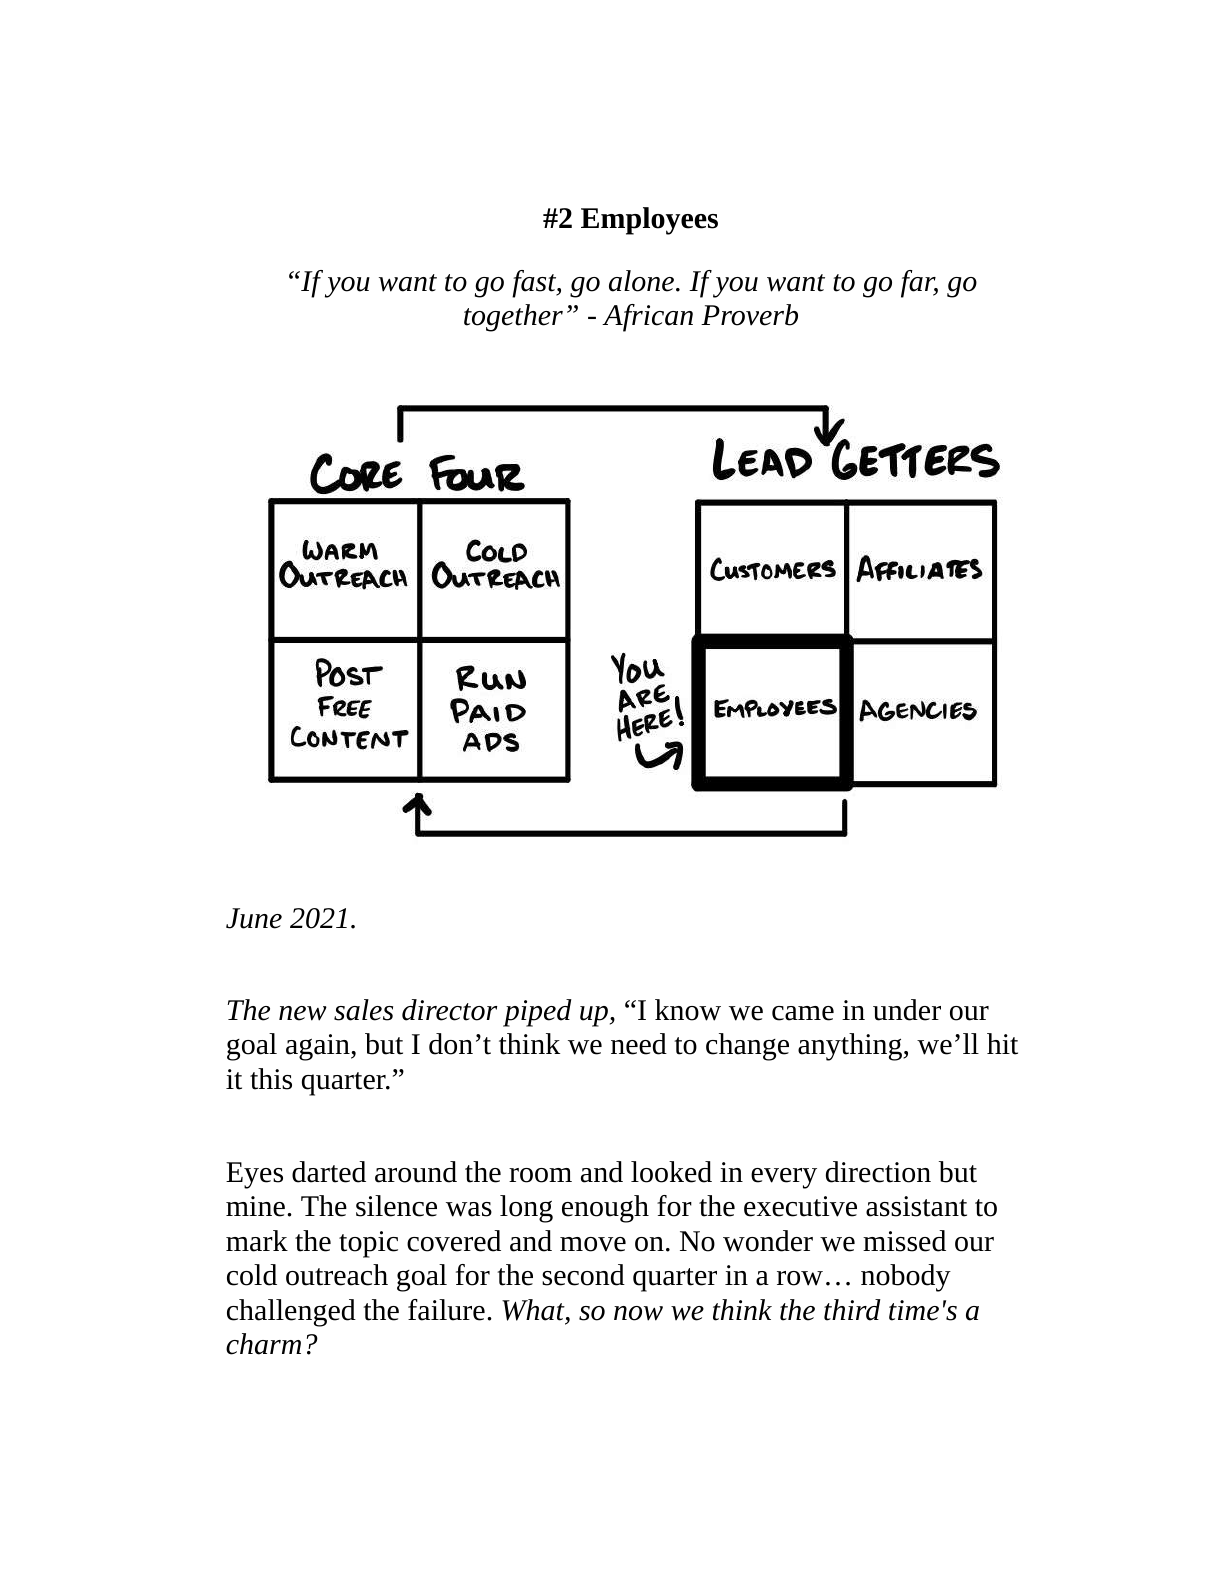 #2 Employees
“If you want to go fast, go alone. If you want to go far, go
together” - African Proverb
CORE FOUR
LEAD GETTERS
WARM
OUTREACH
COLD
OUTREACH
POST
FREE
CONTENT
RUN
PAID
ADS
YOU
ARE
HERE!
CUSTOMERS
AFFILIATES
EMPLOYEES
AGENCIES
June 2021.
The new sales director piped up, “I know we came in under our
goal again, but I don’t think we need to change anything, we’ll hit
it this quarter.”
Eyes darted around the room and looked in every direction but
mine. The silence was long enough for the executive assistant to
mark the topic covered and move on. No wonder we missed our
cold outreach goal for the second quarter in a row… nobody
challenged the failure. What, so now we think the third time's a
charm?